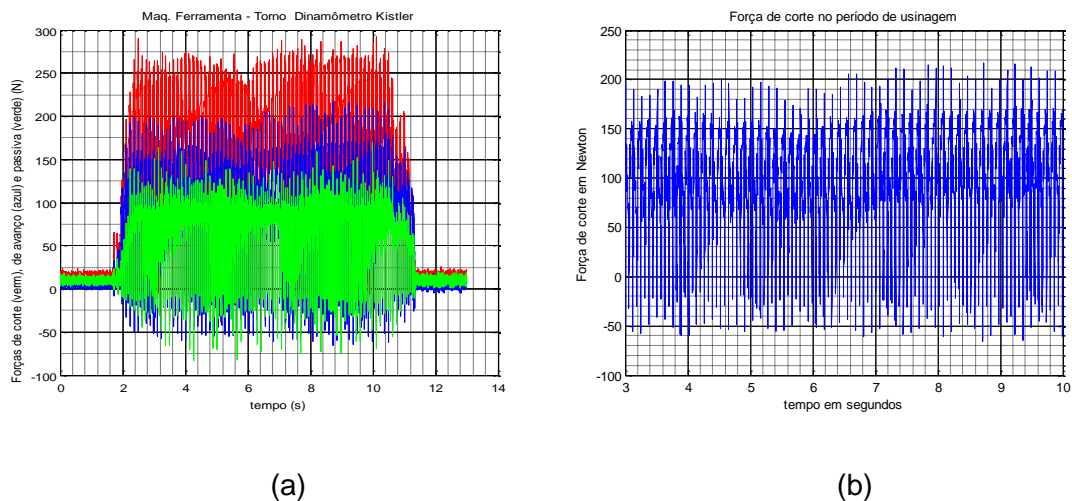 Maq. Ferramenta - Torno Dinamômetro Kistler
Forças de corte (verm), de avanço (azul) e passiva (verde) (N)
300
250
200
150
100
50
0
-50
-100
0 2 4 6 8 10 12 14
tempo (s)
(a)
Força de corte no período de usinagem
Força de corte em Newton
250
200
150
100
50
0
-50
-100
3 4 5 6 7 8 9 10
tempo em segundos
(b)